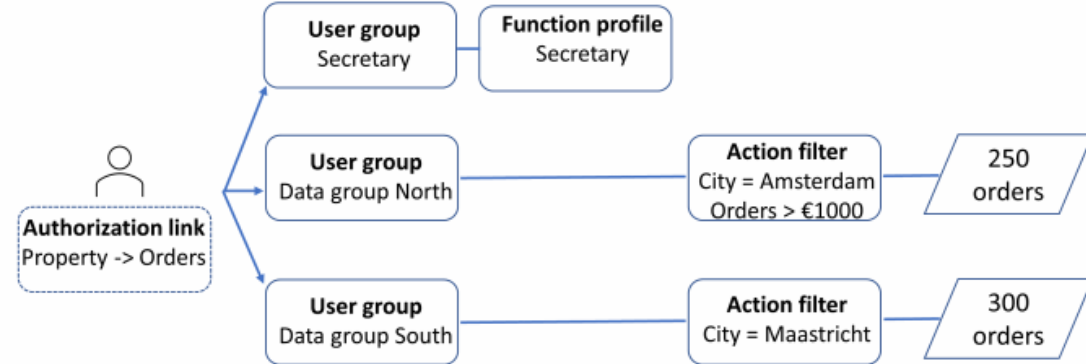 User group
Secretary
Function profile
Secretary
User group
Data group North
Action filter
City = Amsterdam
Orders > €1000
250
orders
Authorization link
Property -> Orders
User group
Data group South
Action filter
City = Maastricht
300
orders